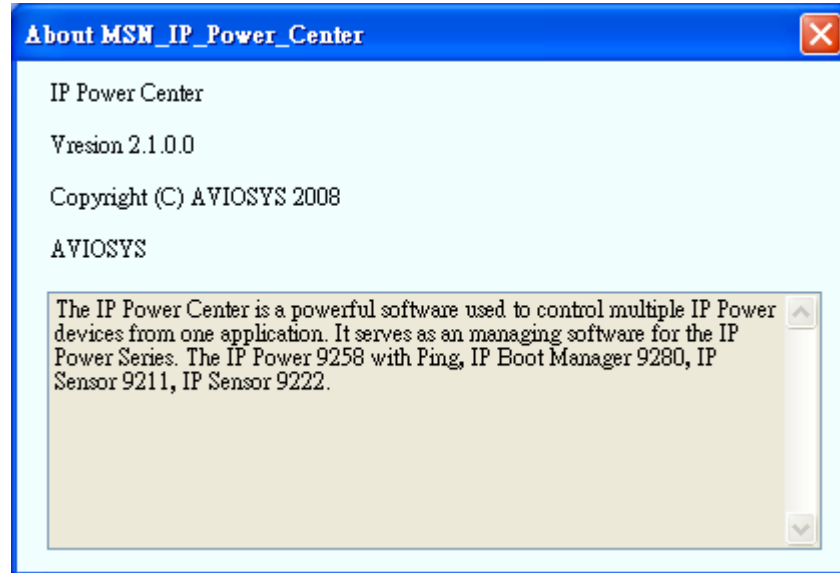 About MSN_IP_Power_Center
IP Power Center
Vresion 2.1.0.0
Copyright (C) AVIOSYS 2008
AVIOSYS
The IP Power Center is a powerful software used to control multiple IP Power
devices from one application. It serves as an managing software for the IP
Power Series. The IP Power 9258 with Ping, IP Boot Manager 9280, IP
Sensor 9211, IP Sensor 9222.